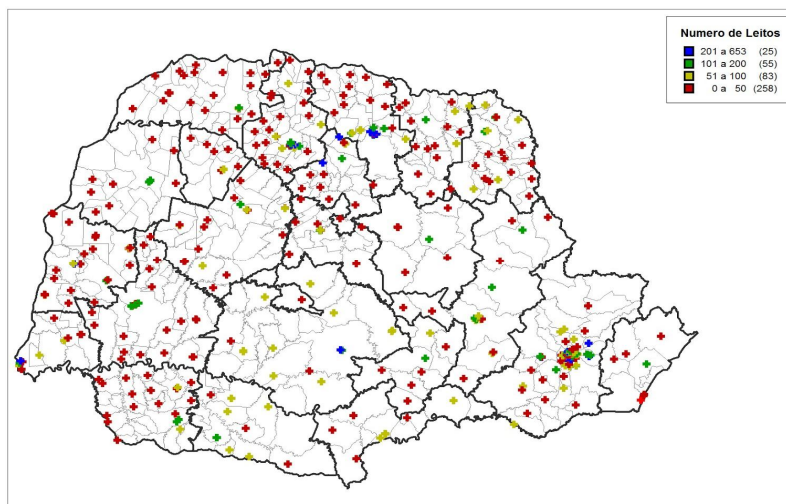 Numero de Leitos
201 a 653 (25)
101 a 200 (55)
51 a 100 (83)
0 a 50 (258)